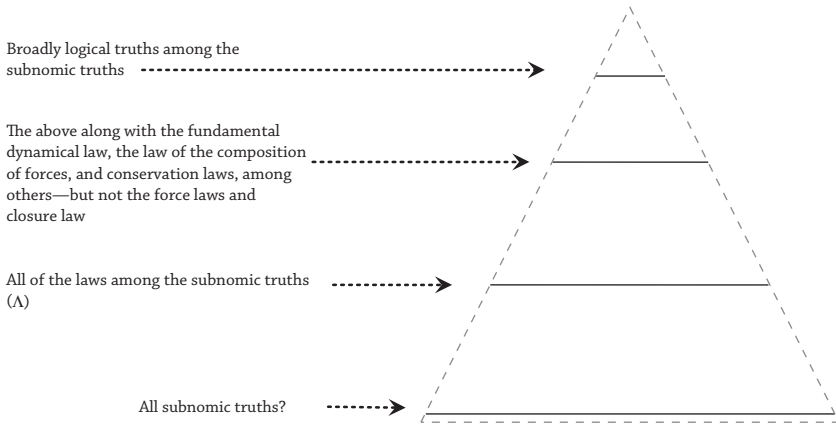 Broadly logical truths among the
subnomic truths
The above along with the fundamental
dynamical law, the law of the composition
of forces, and conservation laws, among
others—but not the force laws and
closure law
All of the laws among the subnomic truths
(Λ)
All subnomic truths?